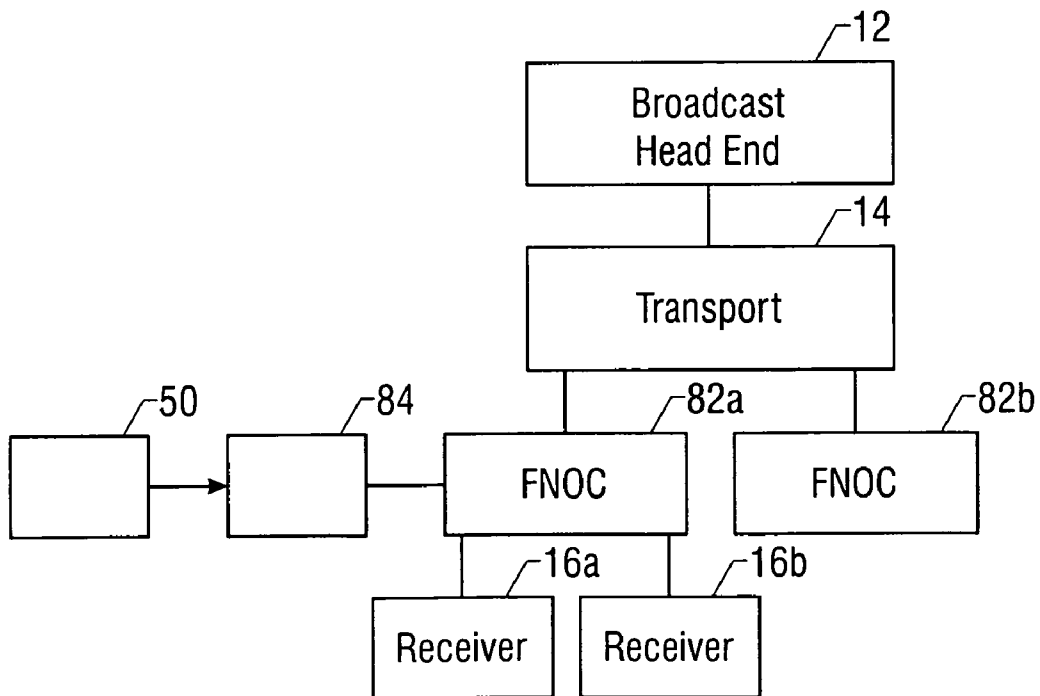 12
Broadcast
Head End
14
Transport
50
84
82a
82b
FNOC
FNOC
16a
16b
Receiver
Receiver